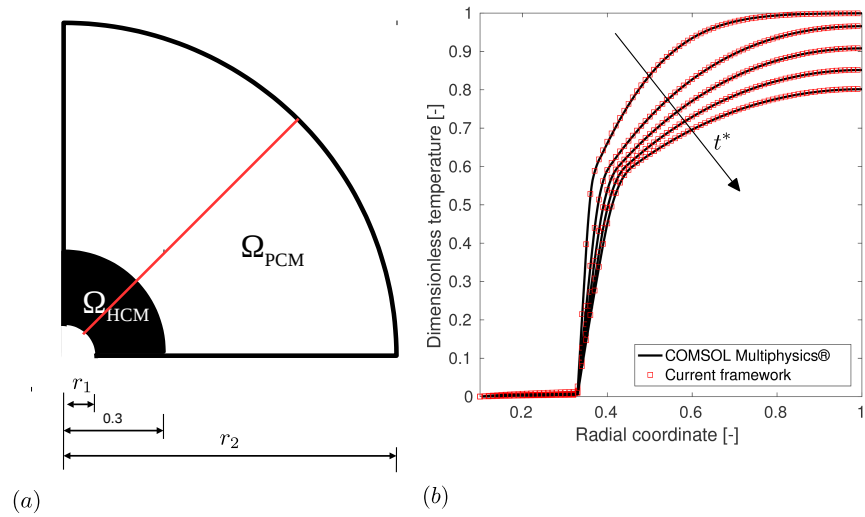 Ω_PCM
Ω_HCM
r₁
0.3
r₂
(a)
Dimensionless temperature [-]
1
0.9
0.8
0.7
0.6
0.5
0.4
0.3
0.2
0.1
0
t*
COMSOL Multiphysics®
Current framework
0.2
0.4
0.6
0.8
1
Radial coordinate [-]
(b)